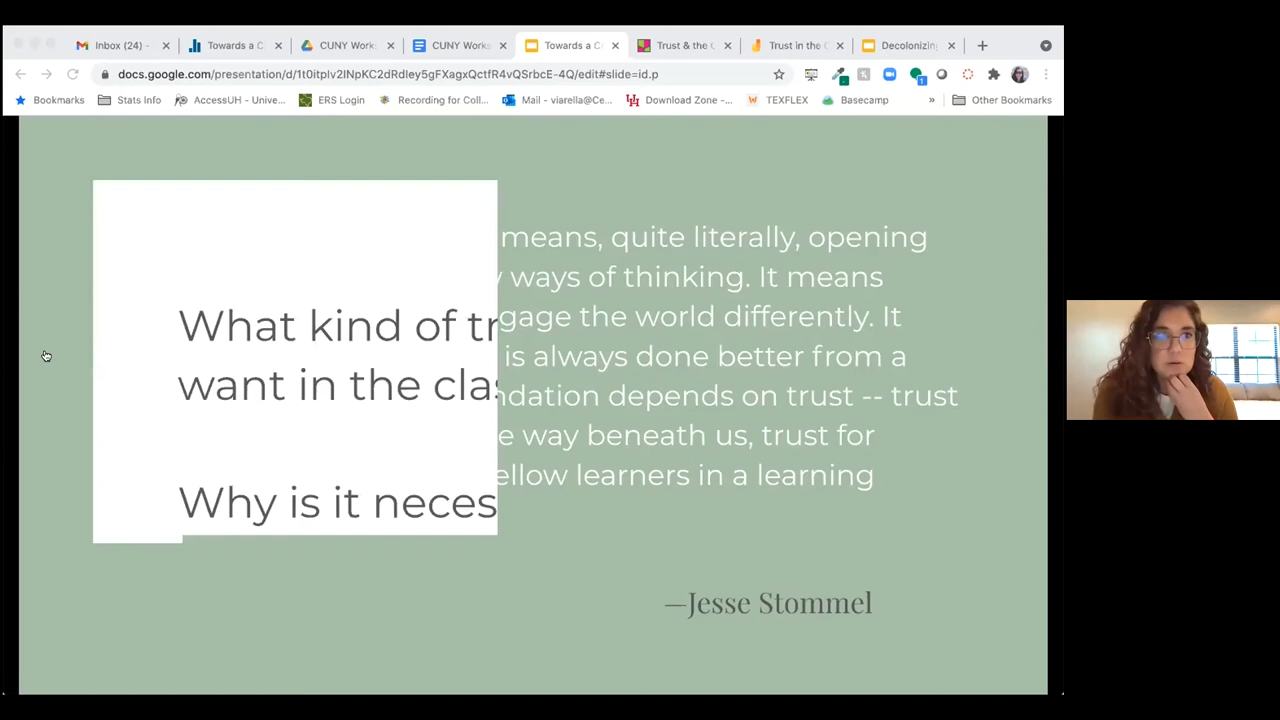 Inbox (24) -
Towards a C
CUNY Works
CUNY Works
Towards a C
Trust & the
Trust in the
Decolonizing
docs.google.com/presentation/d/1t0itplv2INpKC2dRdIey5gFXagxQctfR4vQSrbcE-4Q/edit#slide=id.p
Bookmarks
Stats Info
AccessUH - Unive...
ERS Login
Recording for Coll...
Mail - viarella@Ce...
Download Zone -...
TEXFLEX
Basecamp
»
Other Bookmarks
means, quite literally, opening
ways of thinking. It means
What kind of tr
gage the world differently. It
is always done better from a
want in the clas
ndation depends on trust -- trust
e way beneath us, trust for
ellow learners in a learning
Why is it neces
—Jesse Stommel